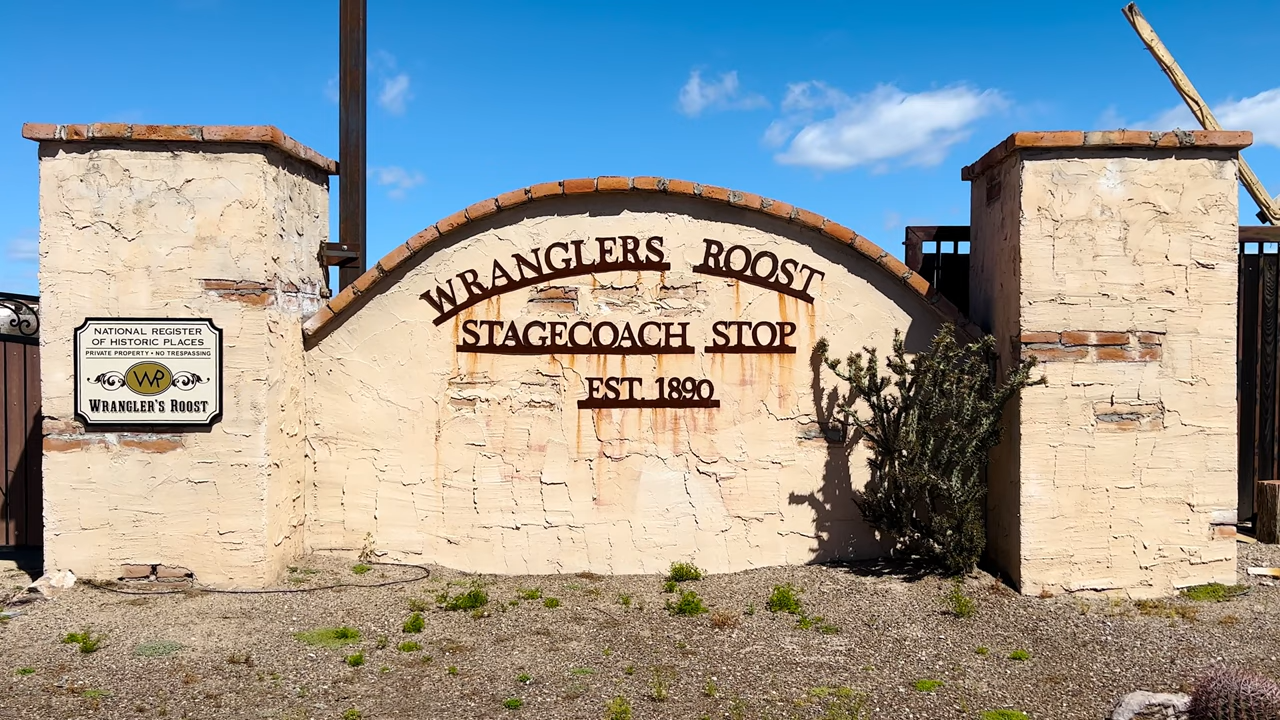 WRANGLERS ROOST
STAGECOACH STOP
EST. 1890
NATIONAL REGISTER
OF HISTORIC PLACES
PRIVATE PROPERTY • NO TRESPASSING
WR
WRANGLER'S ROOST